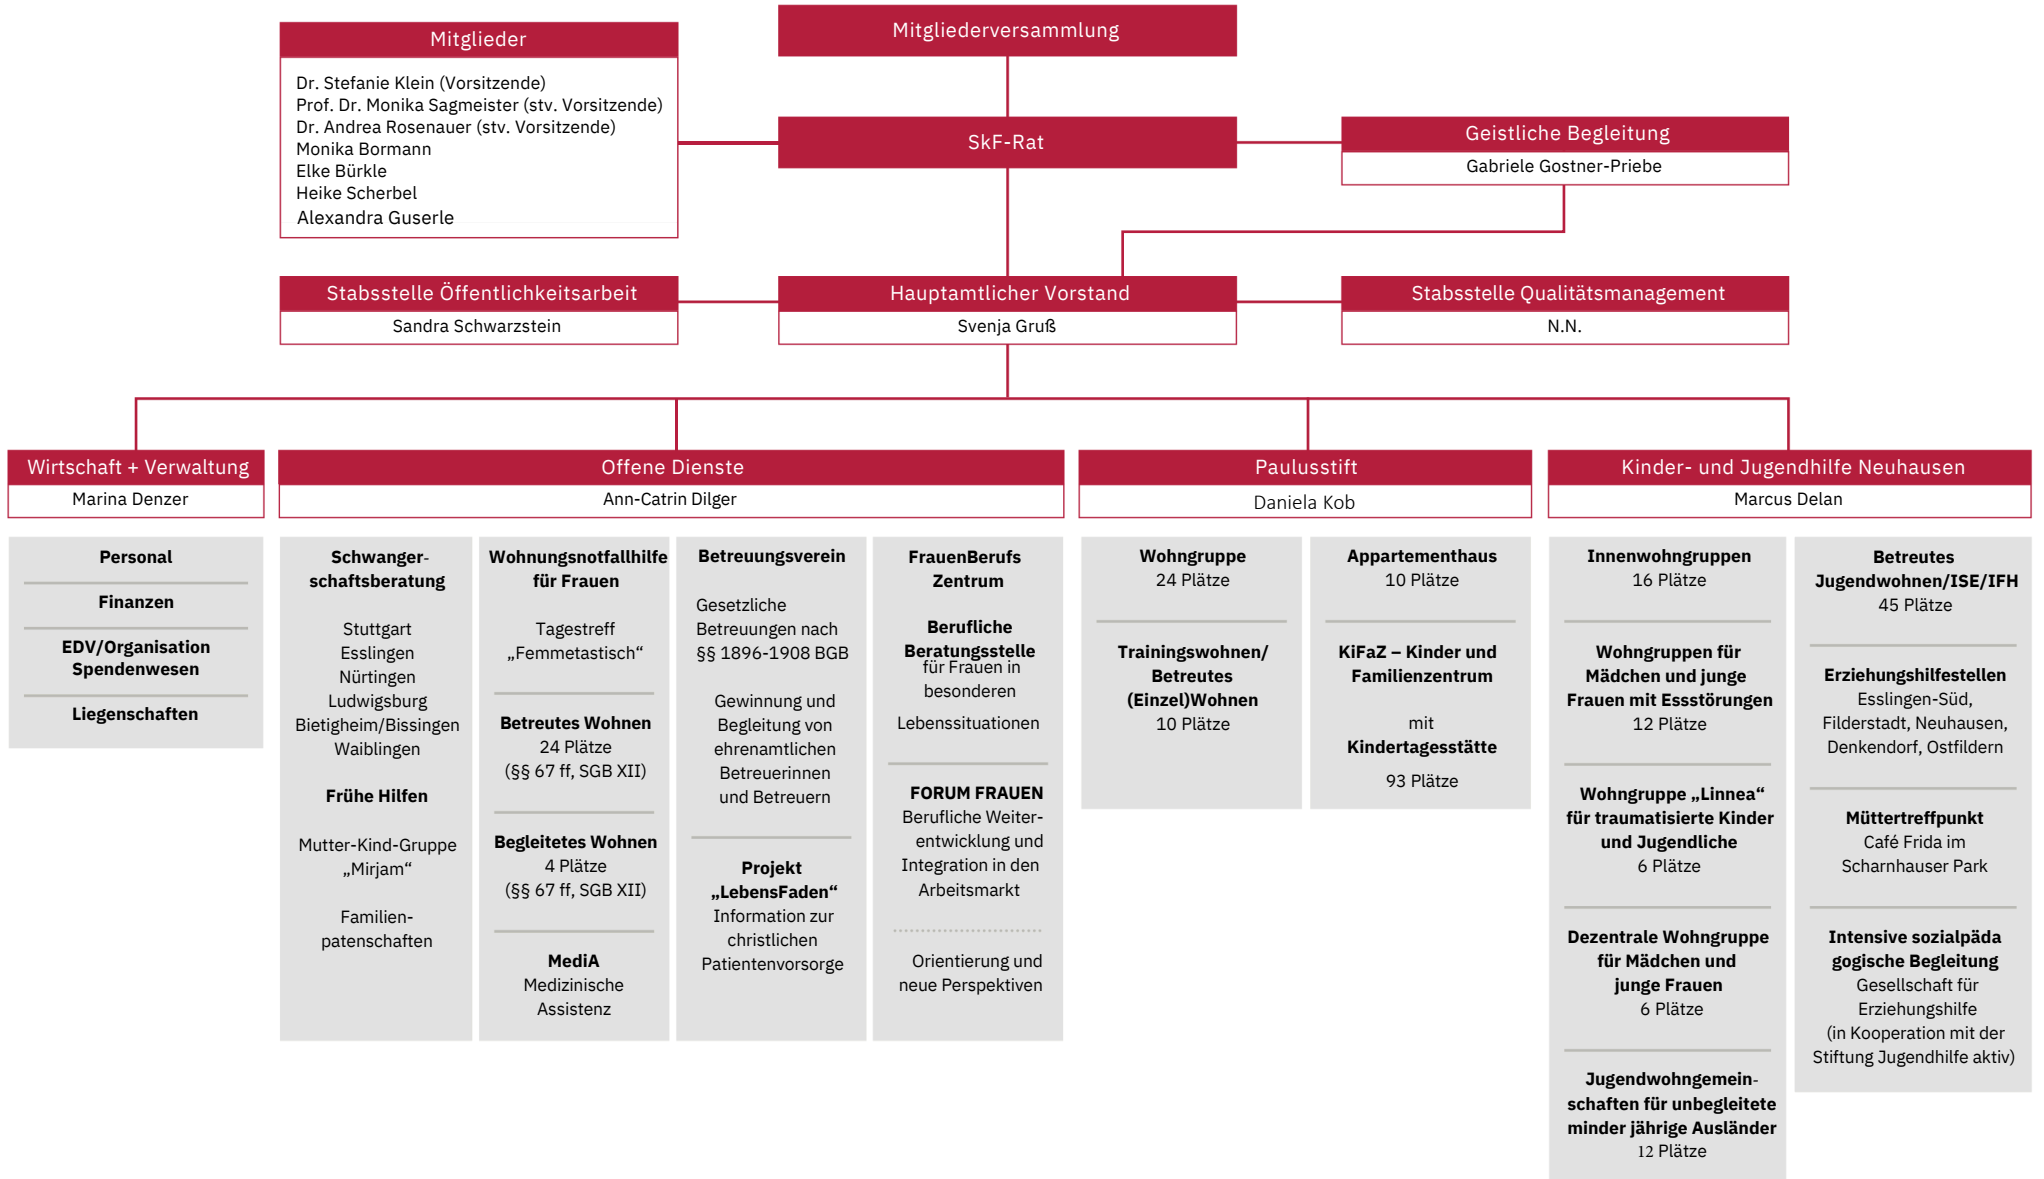 Mitgliederversammlung
Mitglieder
Dr. Stefanie Klein (Vorsitzende)
Prof. Dr. Monika Sagmeister (stv. Vorsitzende)
Dr. Andrea Rosenauer (stv. Vorsitzende)
Monika Bormann
Elke Bürkle
Heike Scherbel
Alexandra Guserle
SkF-Rat
Geistliche Begleitung
Gabriele Gostner-Priebe
Stabsstelle Öffentlichkeitsarbeit
Sandra Schwarzstein
Hauptamtlicher Vorstand
Svenja Gruß
Stabsstelle Qualitätsmanagement
N.N.
Wirtschaft + Verwaltung
Marina Denzer
Personal
Finanzen
EDV/Organisation
Spendenwesen
Liegenschaften
Offene Dienste
Ann-Catrin Dilger
Schwanger-
schaftsberatung
Stuttgart
Esslingen
Nürtingen
Ludwigsburg
Bietigheim/Bissingen
Waiblingen
Frühe Hilfen
Mutter-Kind-Gruppe
„Mirjam“
Familien-
patenschaften
Wohnungsnotfallhilfe
für Frauen
Tagestreff
„Femmetastisch“
Betreutes Wohnen
24 Plätze
(§§ 67 ff, SGB XII)
Begleitetes Wohnen
4 Plätze
(§§ 67 ff, SGB XII)
MediA
Medizinische
Assistenz
Betreuungsverein
Gesetzliche
Betreuungen nach
§§ 1896-1908 BGB
Gewinnung und
Begleitung von
ehrenamtlichen
Betreuerinnen
und Betreuern
Projekt
„LebensFaden“
Information zur
christlichen
Patientenvorsorge
FrauenBerufs
Zentrum
Berufliche
Beratungsstelle
für Frauen in
besonderen
Lebenssituationen
FORUM FRAUEN
Berufliche Weiter-
entwicklung und
Integration in den
Arbeitsmarkt
Orientierung und
neue Perspektiven
Paulusstift
Daniela Kob
Wohngruppe
24 Plätze
Trainingswohnen/
Betreutes
(Einzel)Wohnen
10 Plätze
Appartementhaus
10 Plätze
KiFaZ – Kinder und
Familienzentrum
mit
Kindertagesstätte
93 Plätze
Kinder- und Jugendhilfe Neuhausen
Marcus Delan
Innenwohngruppen
16 Plätze
Wohngruppen für
Mädchen und junge
Frauen mit Essstörungen
12 Plätze
Wohngruppe „Linnea“
für traumatisierte Kinder
und Jugendliche
6 Plätze
Dezentrale Wohngruppe
für Mädchen und
junge Frauen
6 Plätze
Jugendwohngemein-
schaften für unbegleitete
minder jährige Ausländer
12 Plätze
Betreutes
Jugendwohnen/ISE/IFH
45 Plätze
Erziehungshilfestellen
Esslingen-Süd,
Filderstadt, Neuhausen,
Denkendorf, Ostfildern
Müttertreffpunkt
Café Frida im
Scharnhauser Park
Intensive sozialpäda
gogische Begleitung
Gesellschaft für
Erziehungshilfe
(in Kooperation mit der
Stiftung Jugendhilfe aktiv)